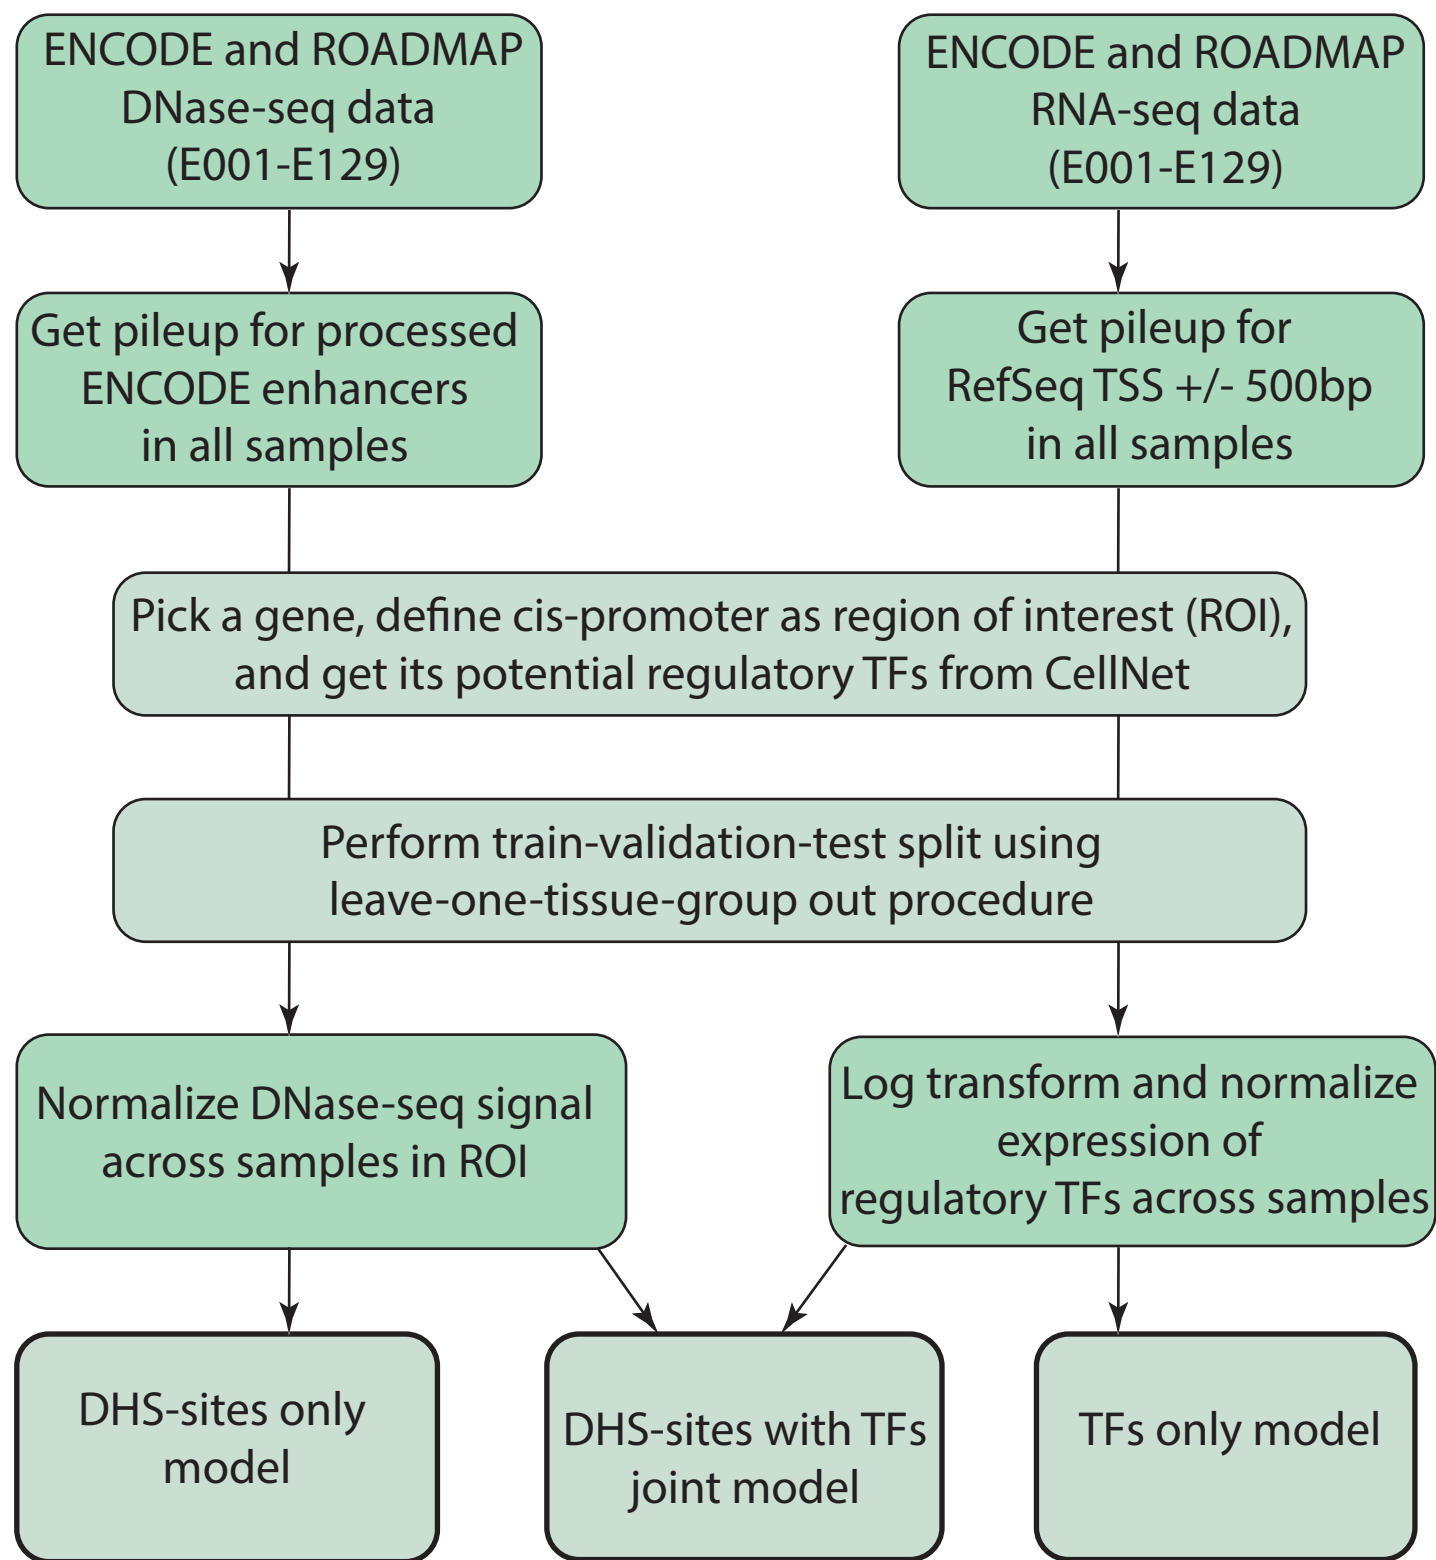 ENCODE and ROADMAP
DNase-seq data
(E001-E129)
ENCODE and ROADMAP
RNA-seq data
(E001-E129)
Get pileup for processed
ENCODE enhancers
in all samples
Get pileup for
RefSeq TSS +/- 500bp
in all samples
Pick a gene, define cis-promoter as region of interest (ROI),
and get its potential regulatory TFs from CellNet
Perform train-validation-test split using
leave-one-tissue-group out procedure
Normalize DNase-seq signal
across samples in ROI
Log transform and normalize
expression of
regulatory TFs across samples
DHS-sites only
model
DHS-sites with TFs
joint model
TFs only model